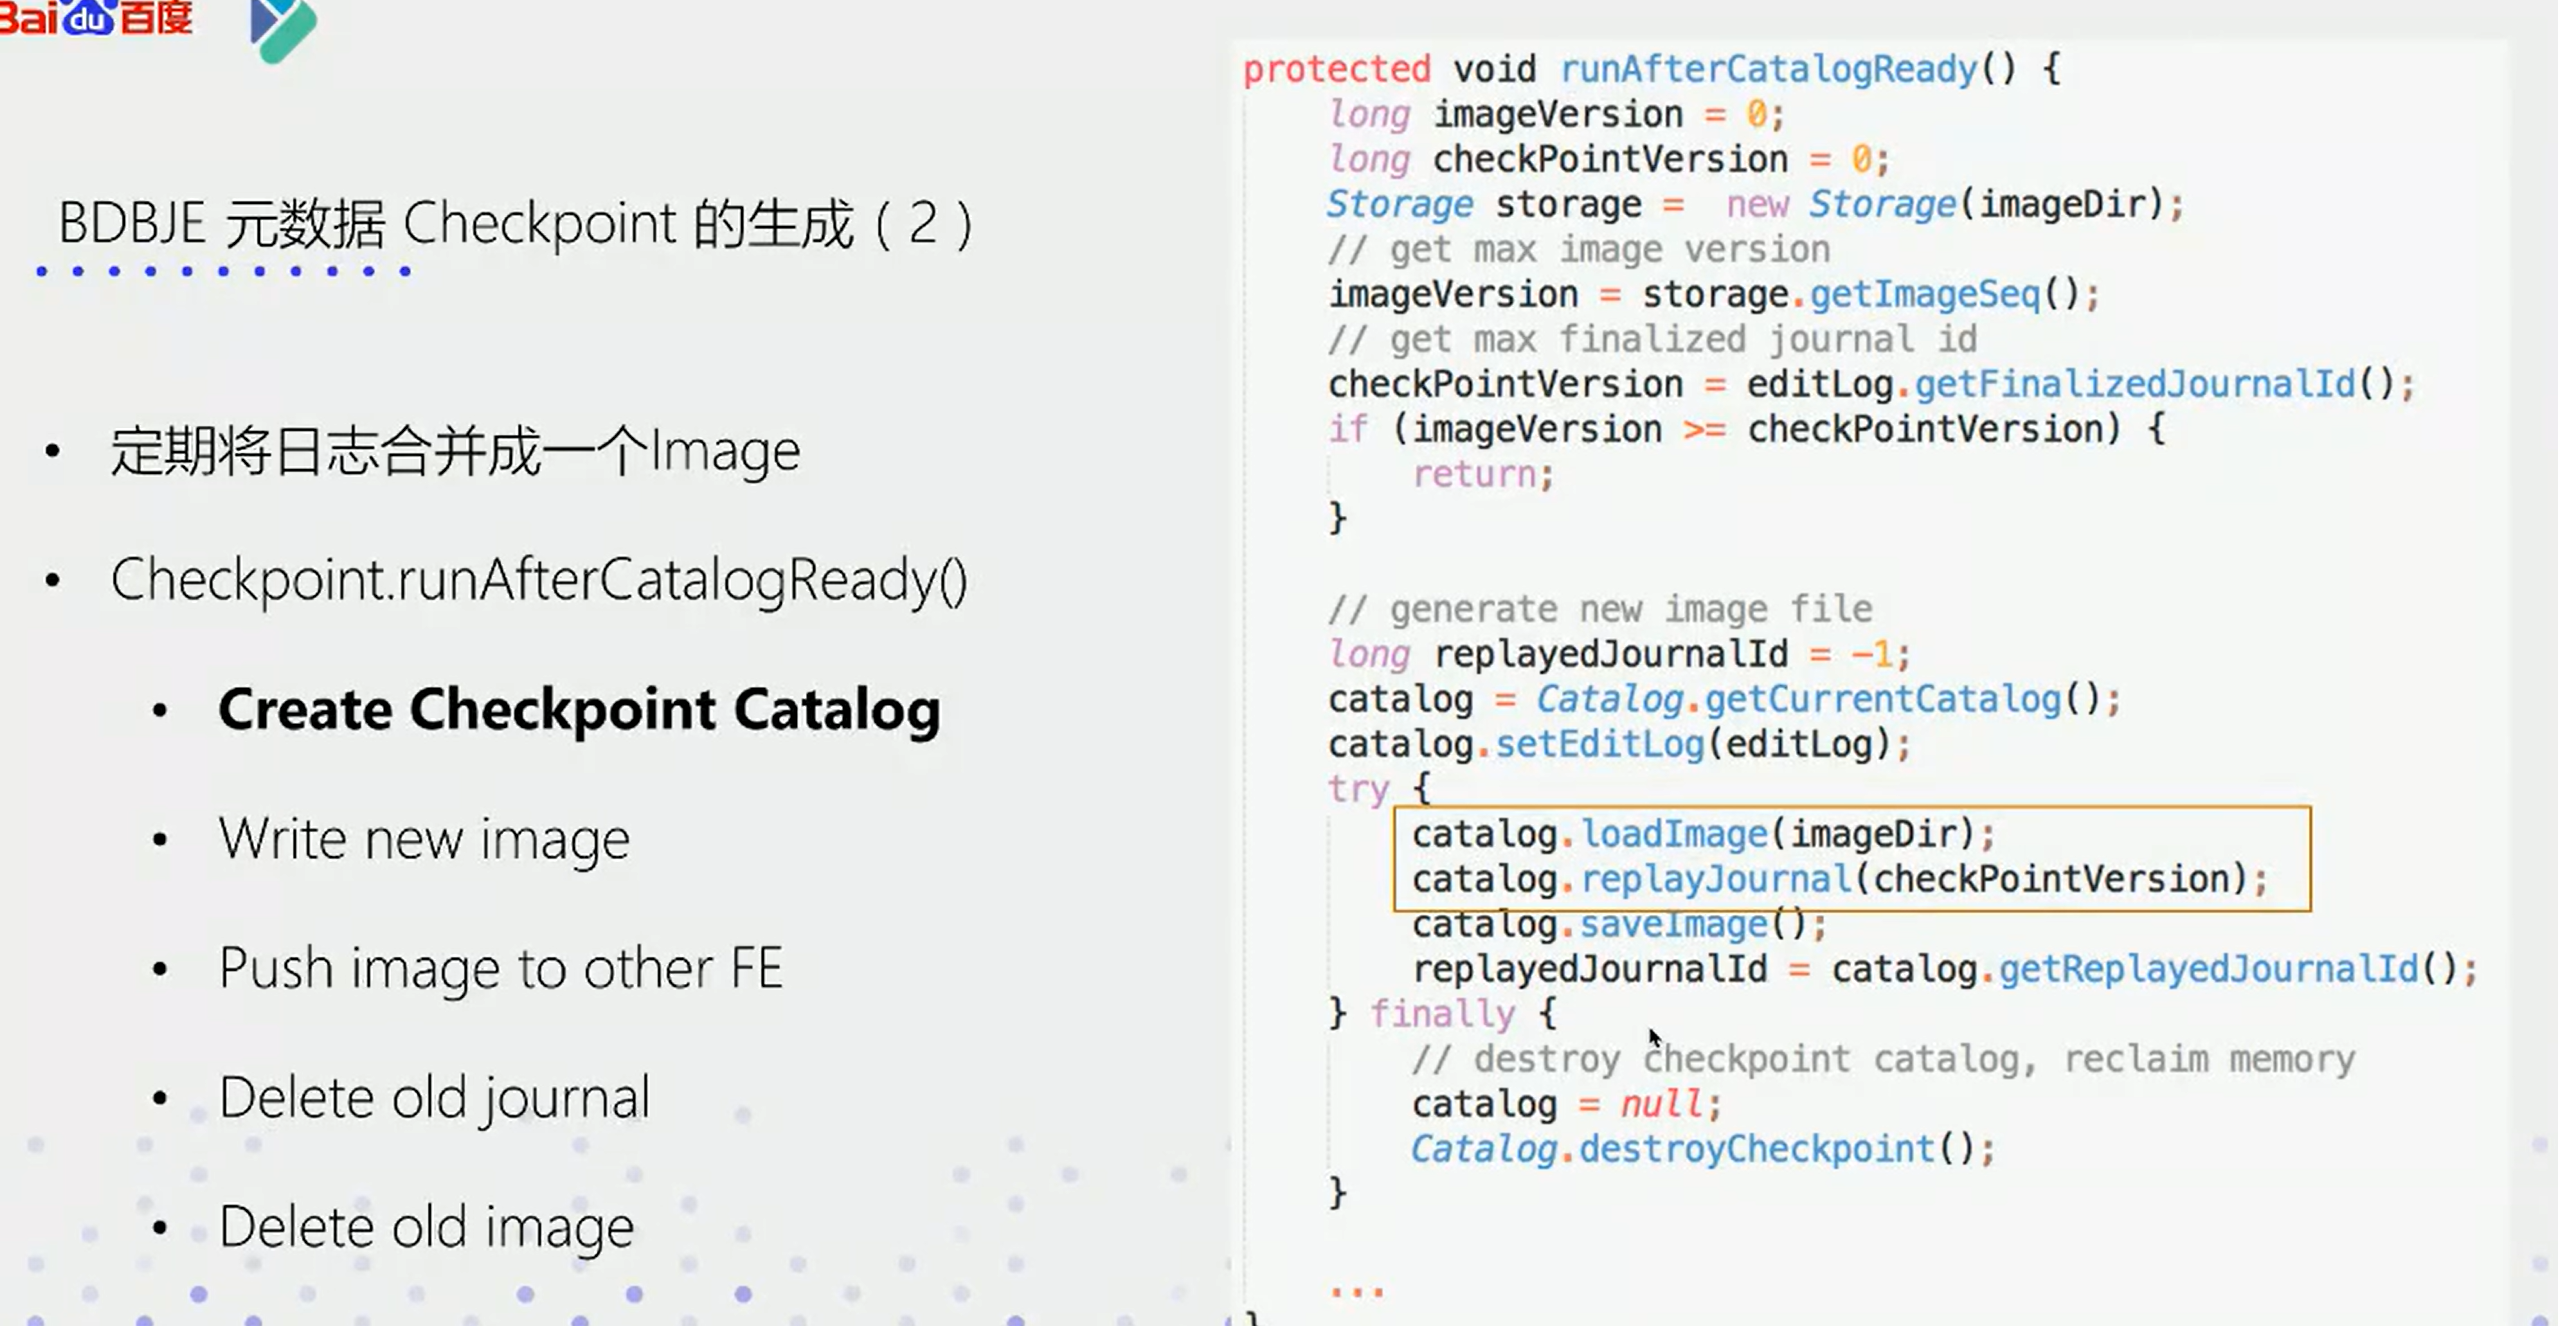 Bai du 百度
BDBJE 元数据 Checkpoint 的生成（2）
• 定期将日志合并成一个Image
• Checkpoint.runAfterCatalogReady()
• Create Checkpoint Catalog
• Write new image
• Push image to other FE
• Delete old journal
• Delete old image
protected void runAfterCatalogReady() {
    long imageVersion = 0;
    long checkPointVersion = 0;
    Storage storage =  new Storage(imageDir);
    // get max image version
    imageVersion = storage.getImageSeq();
    // get max finalized journal id
    checkPointVersion = editLog.getFinalizedJournalId();
    if (imageVersion >= checkPointVersion) {
        return;
    }
    // generate new image file
    long replayedJournalId = -1;
    catalog = Catalog.getCurrentCatalog();
    catalog.setEditLog(editLog);
    try {
        catalog.loadImage(imageDir);
        catalog.replayJournal(checkPointVersion);
        catalog.saveImage();
        replayedJournalId = catalog.getReplayedJournalId();
    } finally {
        // destroy checkpoint catalog, reclaim memory
        catalog = null;
        Catalog.destroyCheckpoint();
    }
    ...
}